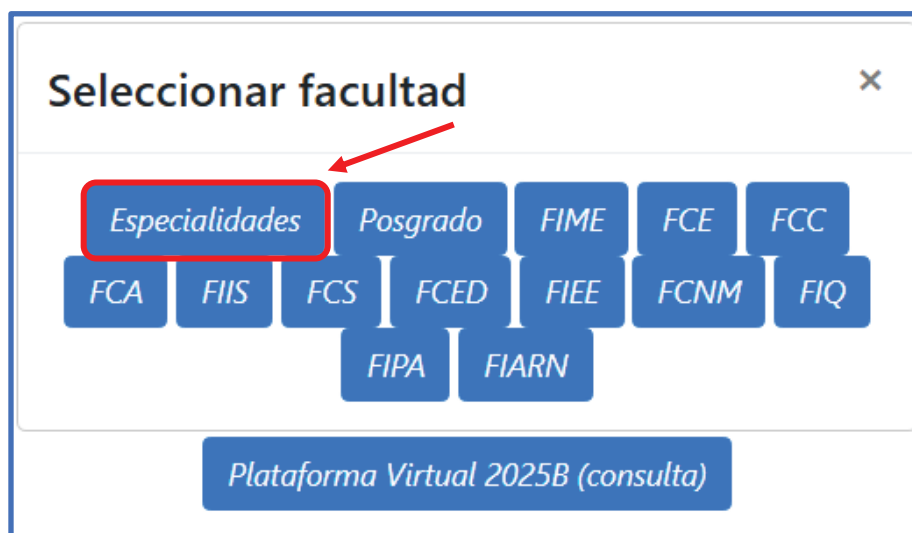 Seleccionar facultad ×
Especialidades Posgrado FIME FCE FCC
FCA FIIS FCS FCED FIEE FCNM FIQ
FIPA FIARN
Plataforma Virtual 2025B (consulta)